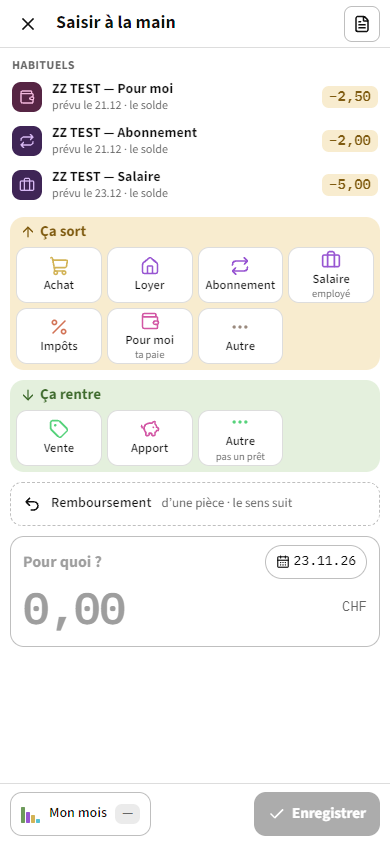 Saisir à la main
HABITUELS
ZZ TEST — Pour moi
prévu le 21.12 · le solde
−2,50
ZZ TEST — Abonnement
prévu le 21.12 · le solde
−2,00
ZZ TEST — Salaire
prévu le 23.12 · le solde
−5,00
Ça sort
Achat
Loyer
Abonnement
Salaire
employé
Impôts
Pour moi
ta paie
Autre
Ça rentre
Vente
Apport
Autre
pas un prêt
Remboursement d’une pièce · le sens suit
Pour quoi ?
23.11.26
0,00
CHF
Mon mois —
Enregistrer